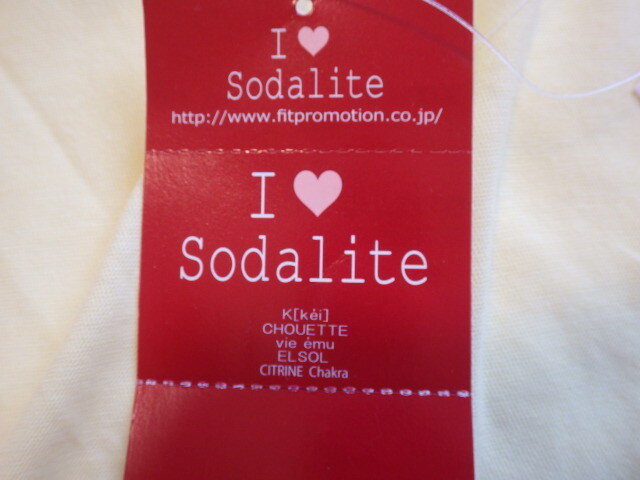 I ♥
Sodalite
http://www.fitpromotion.co.jp/
I ♥
Sodalite
K[kéi]
CHOUETTE
vie ému
ELSOL
CITRINE Chakra